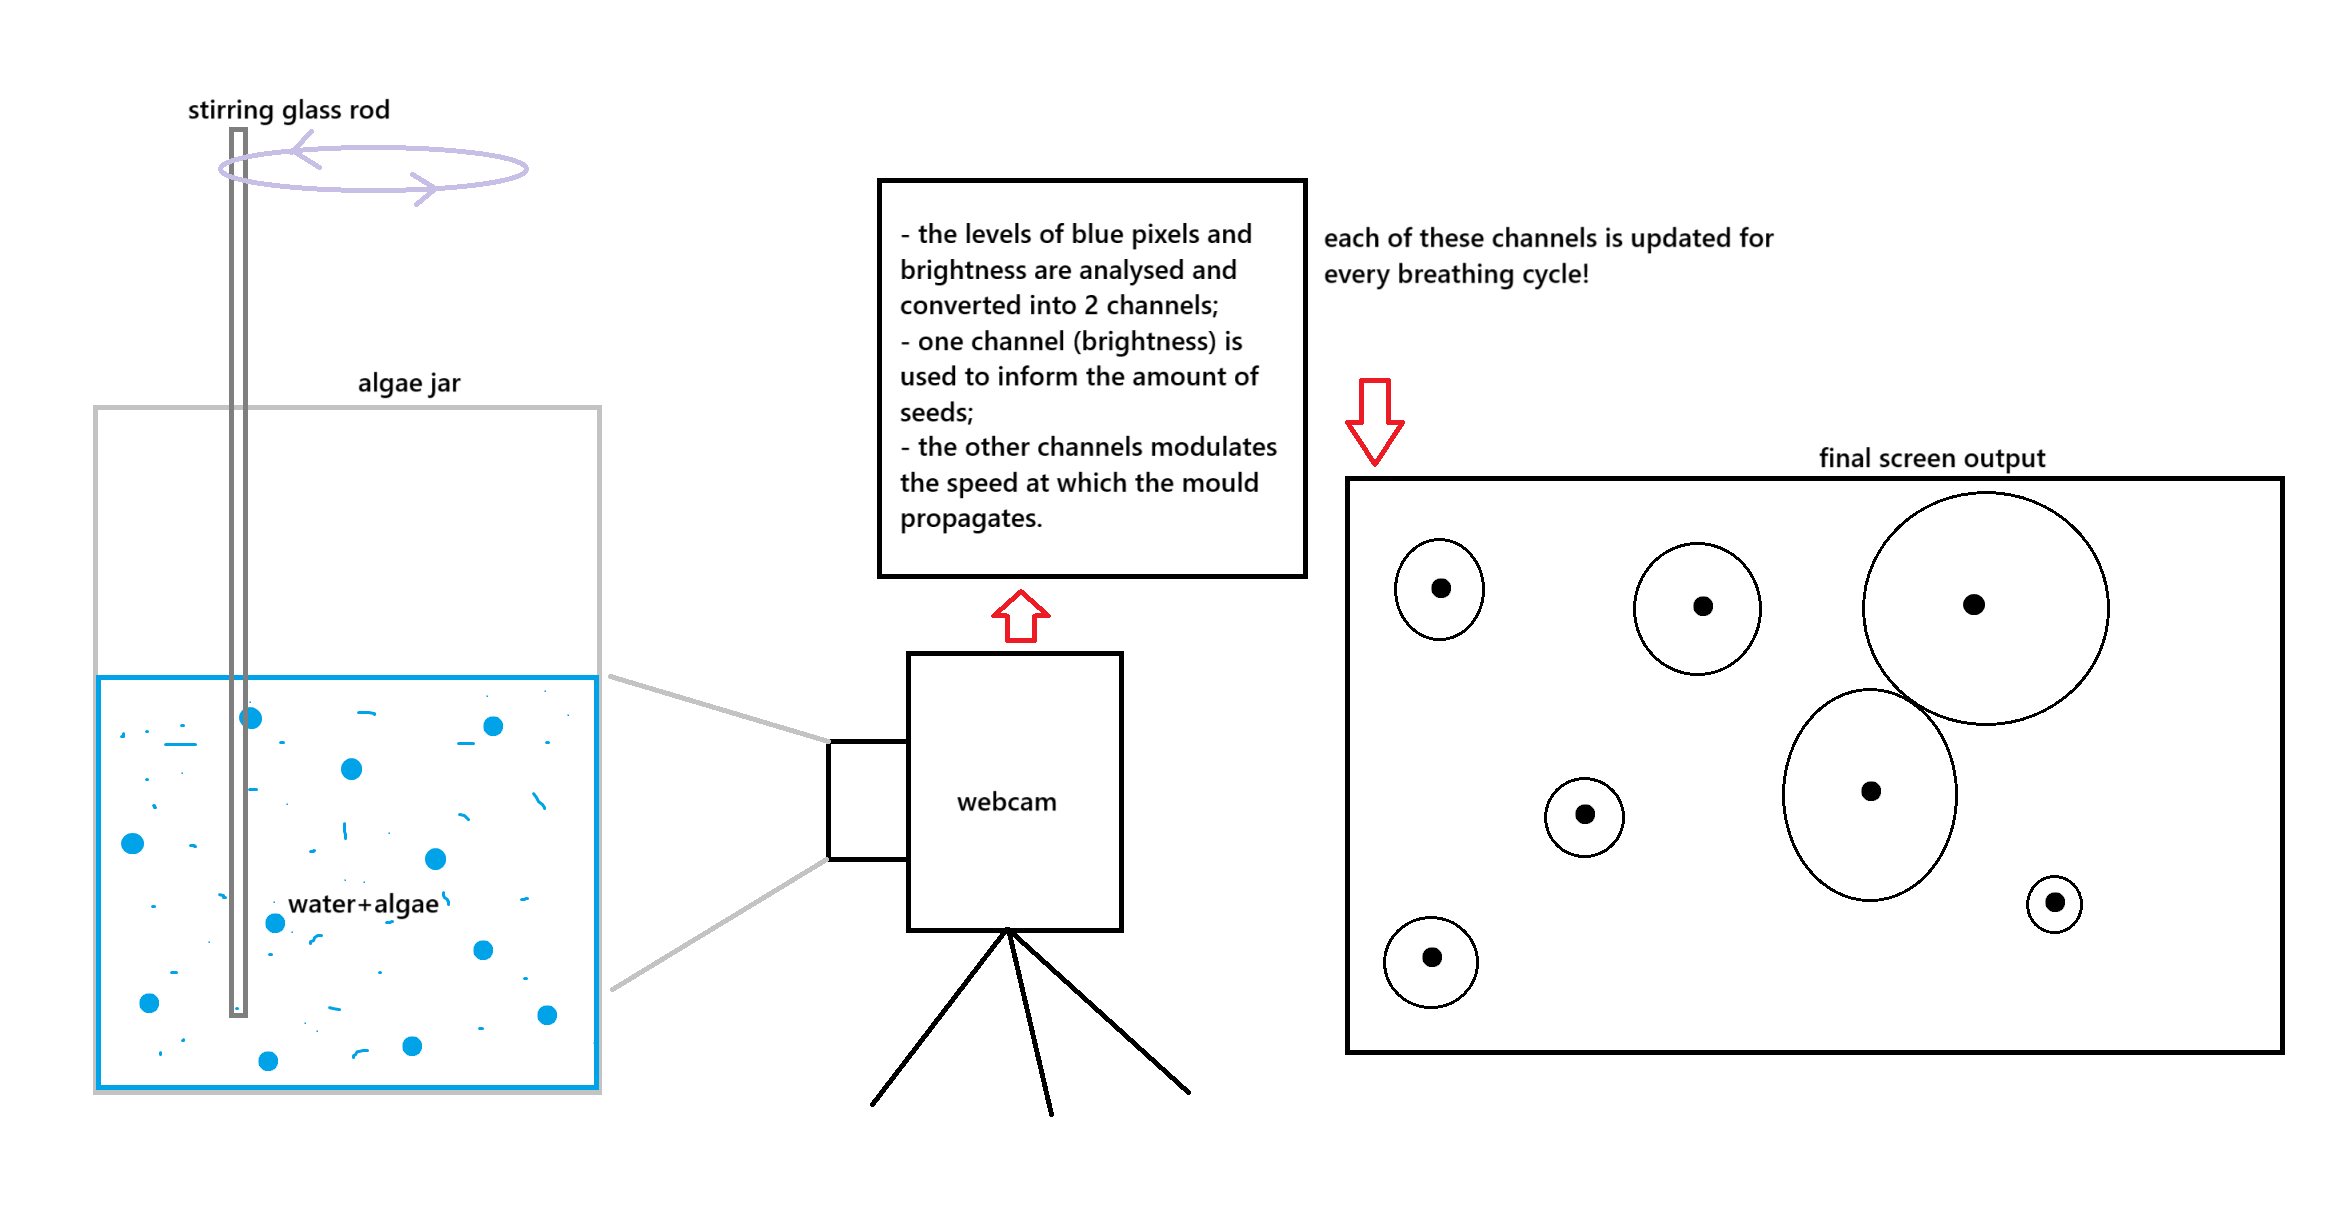 stirring glass rod
algae jar
water+algae
webcam
- the levels of blue pixels and
brightness are analysed and
converted into 2 channels;
- one channel (brightness) is
used to inform the amount of
seeds;
- the other channels modulates
the speed at which the mould
propagates.
each of these channels is updated for
every breathing cycle!
final screen output